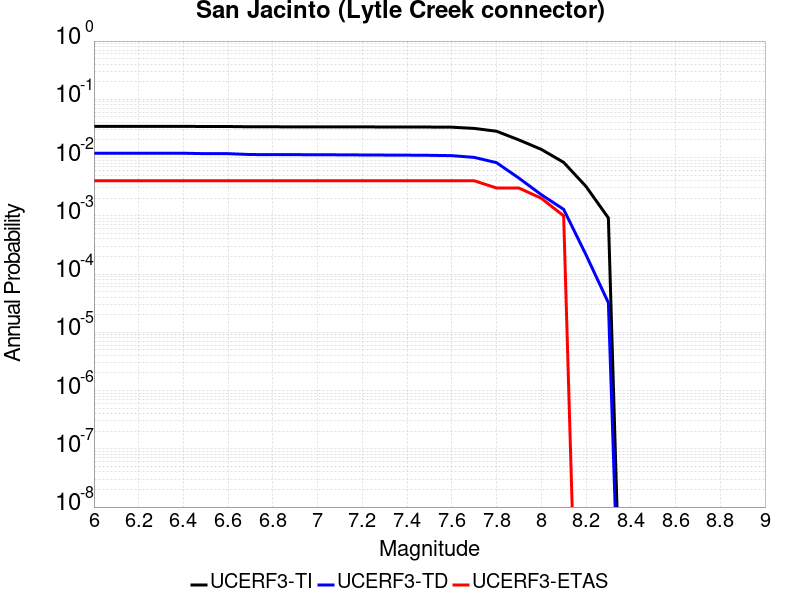 San Jacinto (Lytle Creek connector)
10^0
10^-1
10^-2
10^-3
10^-4
10^-5
10^-6
10^-7
10^-8
Annual Probability
6 6.2 6.4 6.6 6.8 7 7.2 7.4 7.6 7.8 8 8.2 8.4 8.6 8.8 9
Magnitude
UCERF3-TI UCERF3-TD UCERF3-ETAS